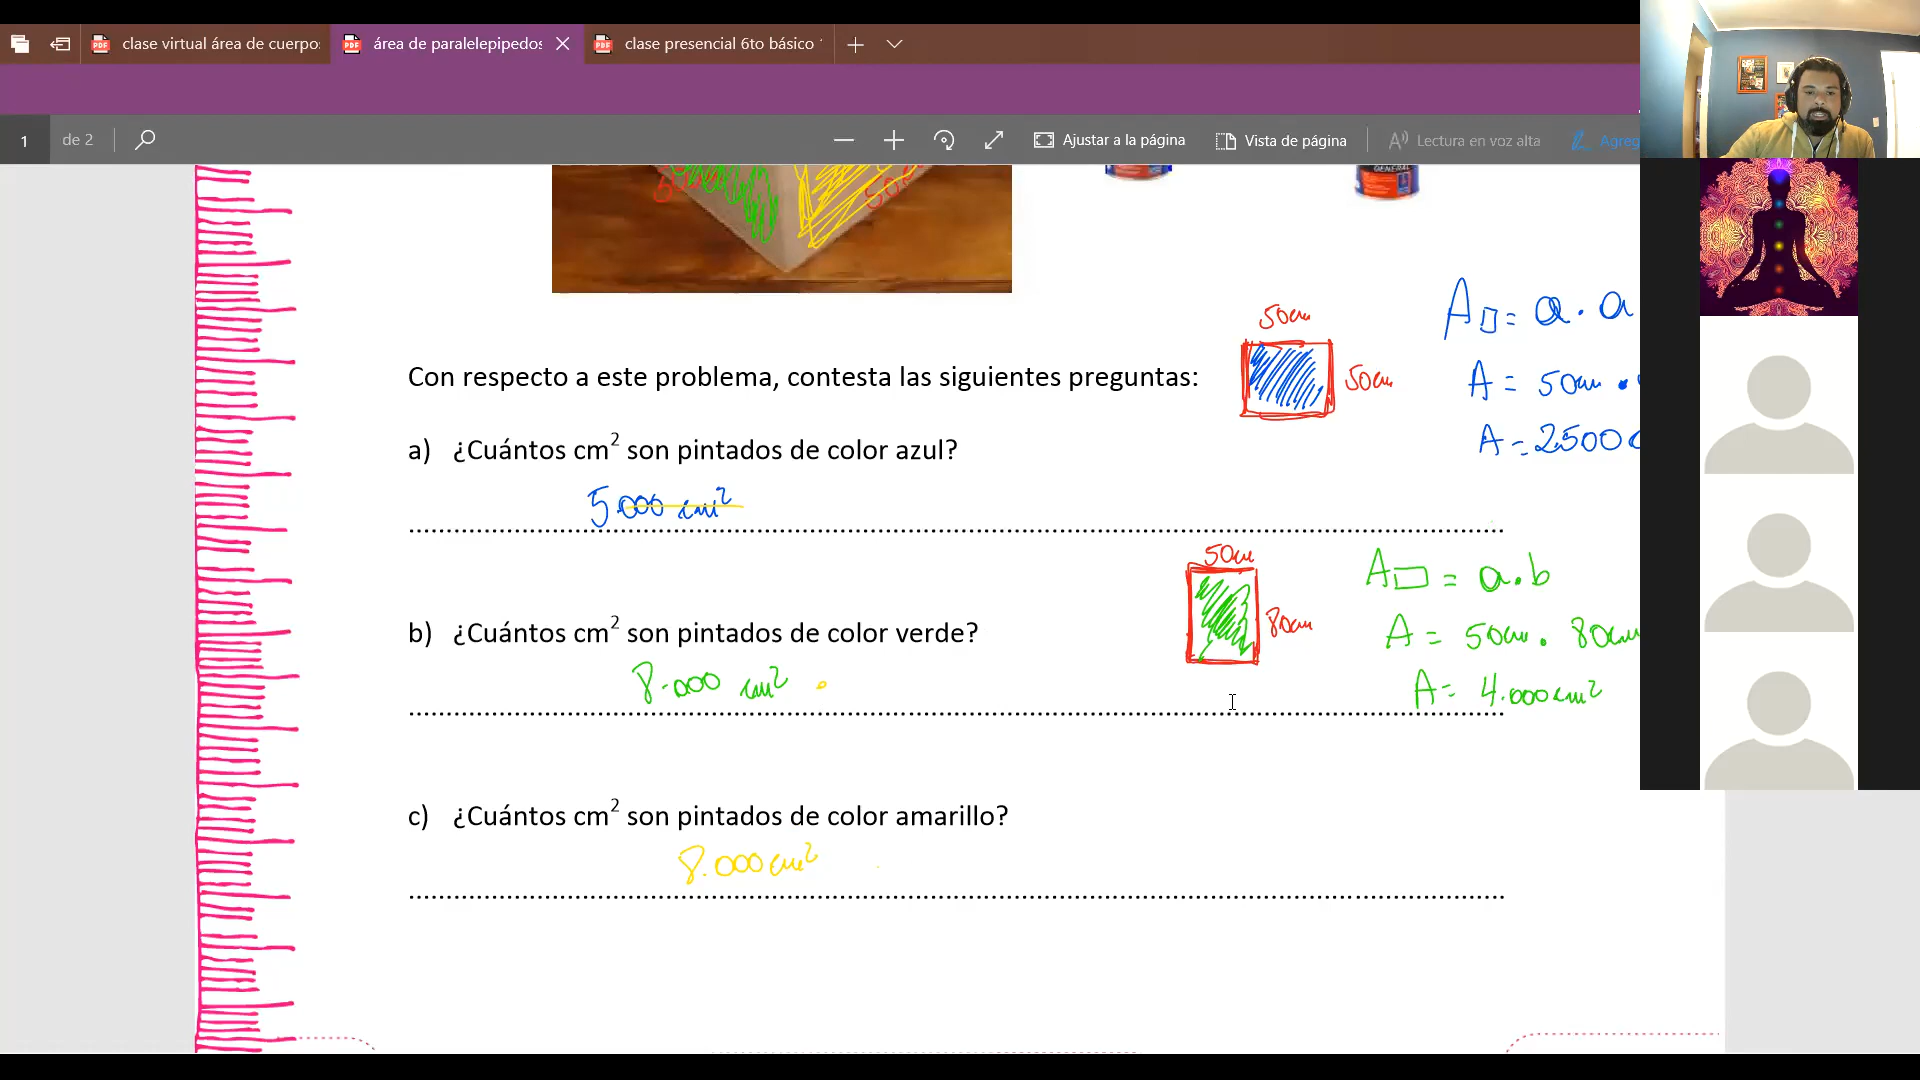 clase virtual área de cuerpo
área de paralelepipedos
clase presencial 6to básico
1 de 2
Ajustar a la página
Vista de página
Lectura en voz alta
Agreg
GENERAL
50cm
A▯= a.a
Con respecto a este problema, contesta las siguientes preguntas:
50cm
A = 50cm .
a) ¿Cuántos cm² son pintados de color azul?
A = 2500
5.000 cm²
50cm
A▭ = a.b
b) ¿Cuántos cm² son pintados de color verde?
80cm
A = 50cm. 80cm
8.000 cm²
A = 4.000cm²
c) ¿Cuántos cm² son pintados de color amarillo?
8.000cm²